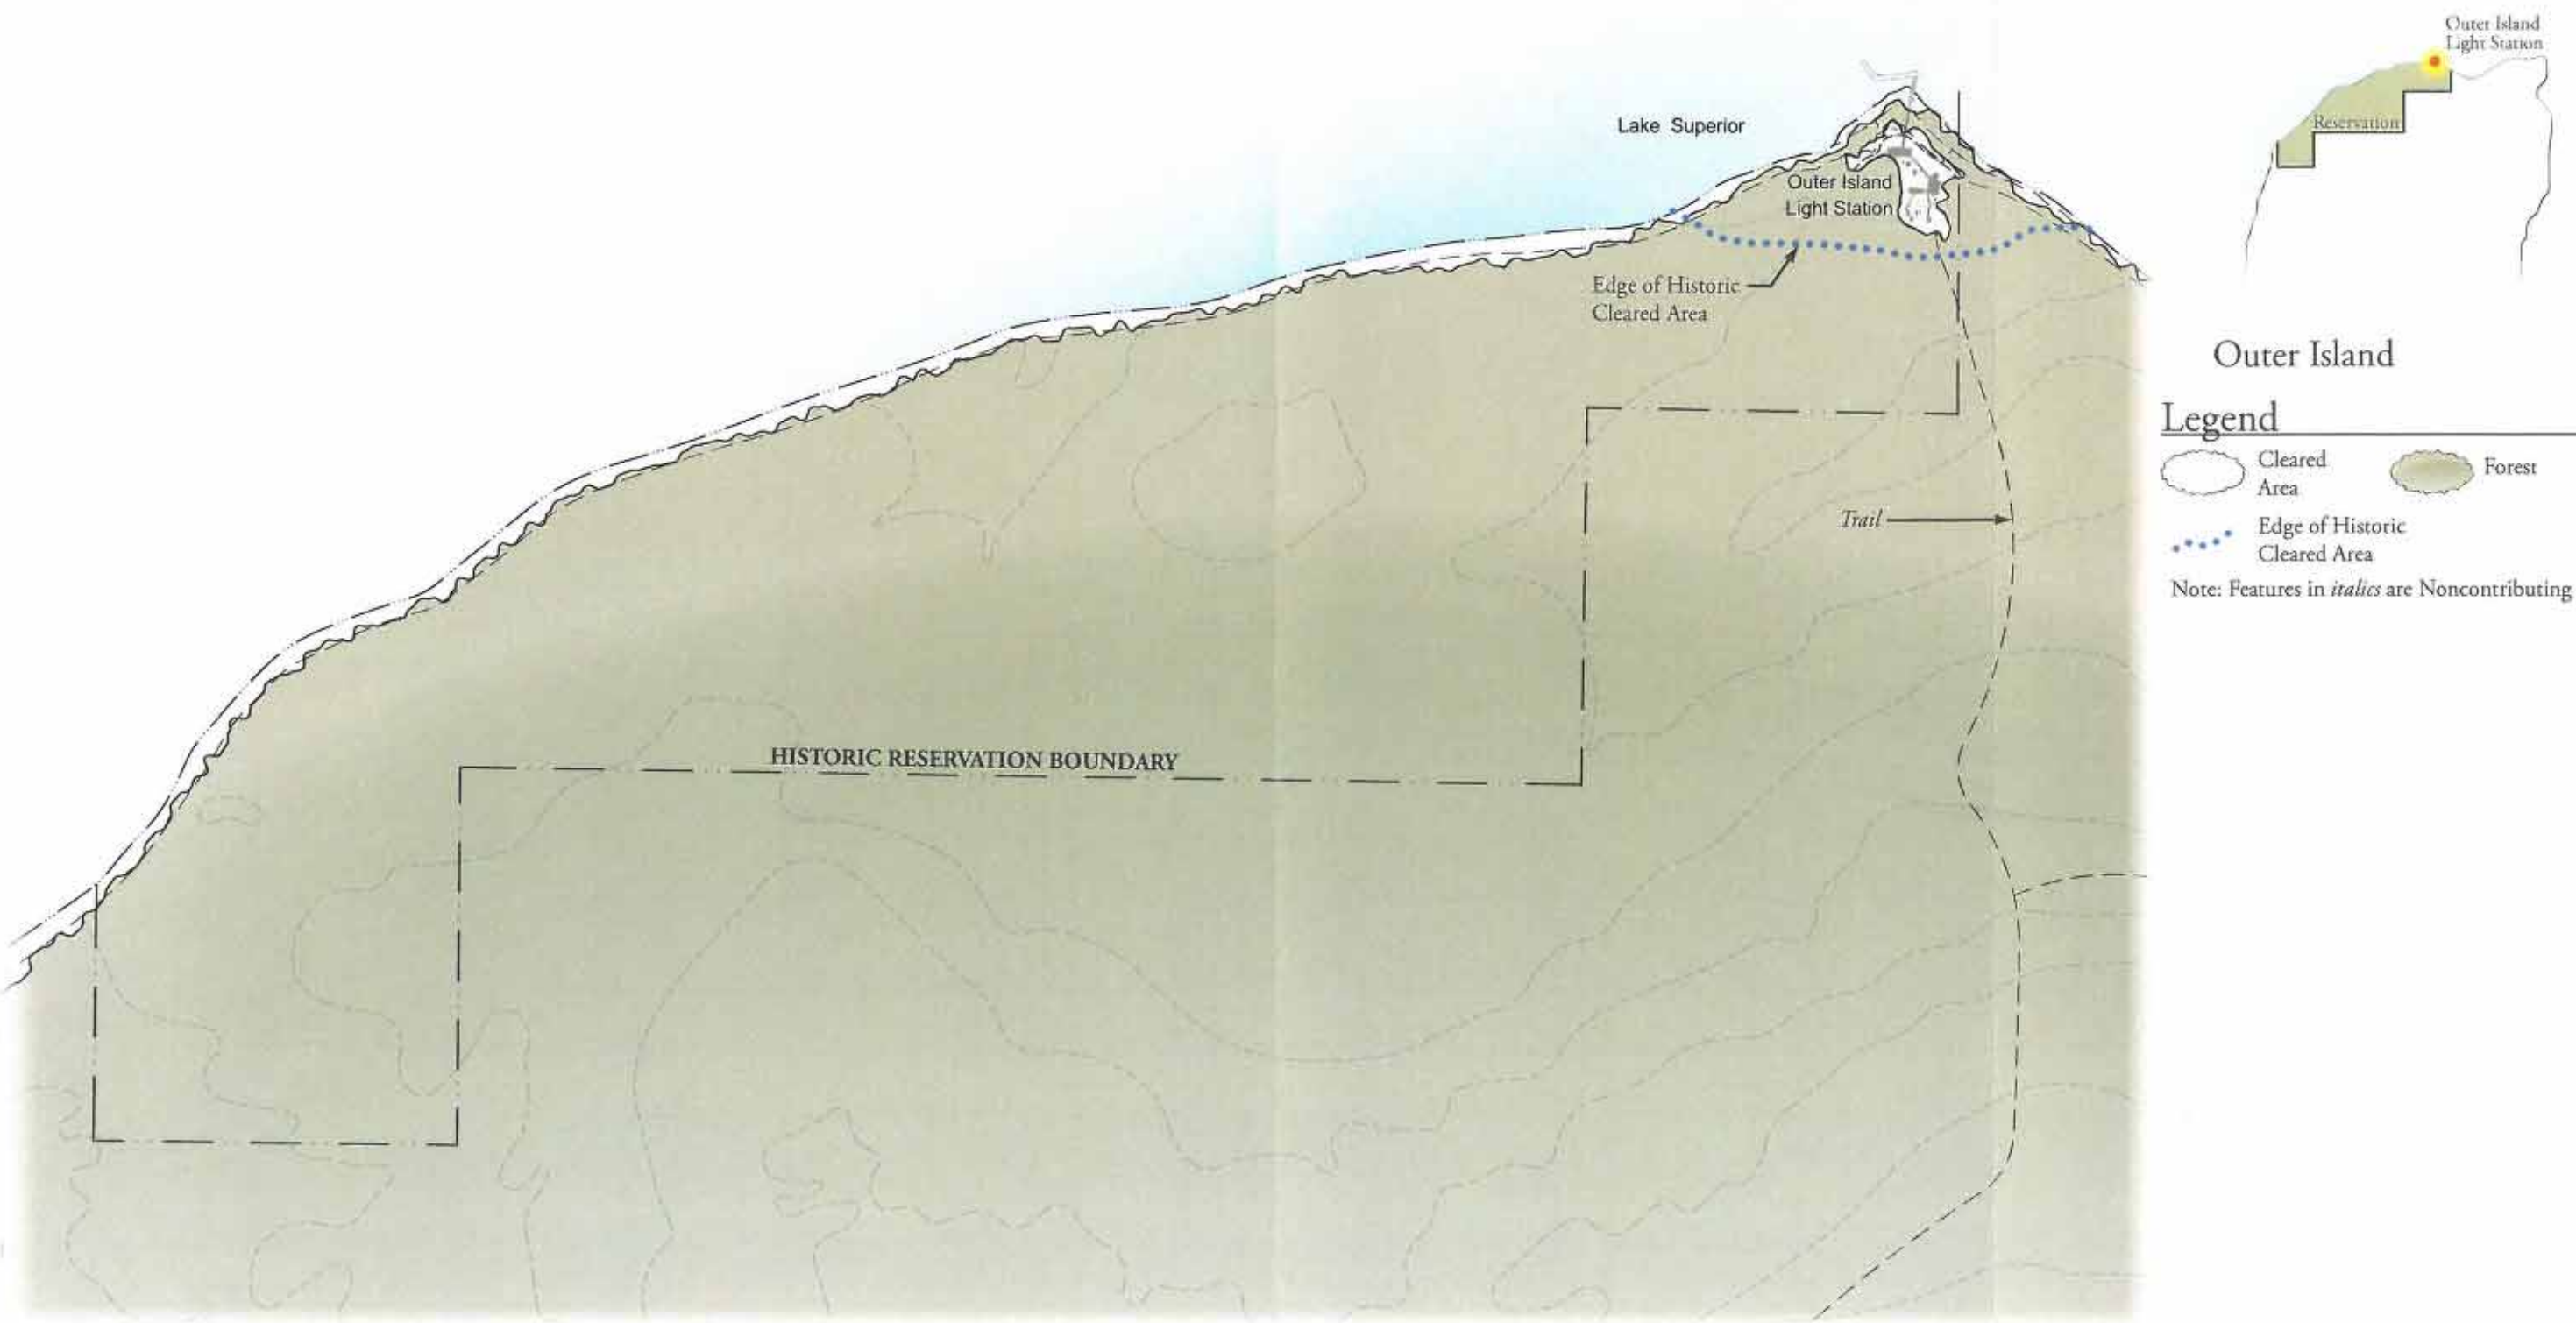 Outer Island
Light Station
Reservation
Lake Superior
Outer Island
Light Station
Edge of Historic
Cleared Area
Outer Island
Legend
Cleared
Area
Forest
Edge of Historic
Cleared Area
Note: Features in italics are Noncontributing
Trail
HISTORIC RESERVATION BOUNDARY